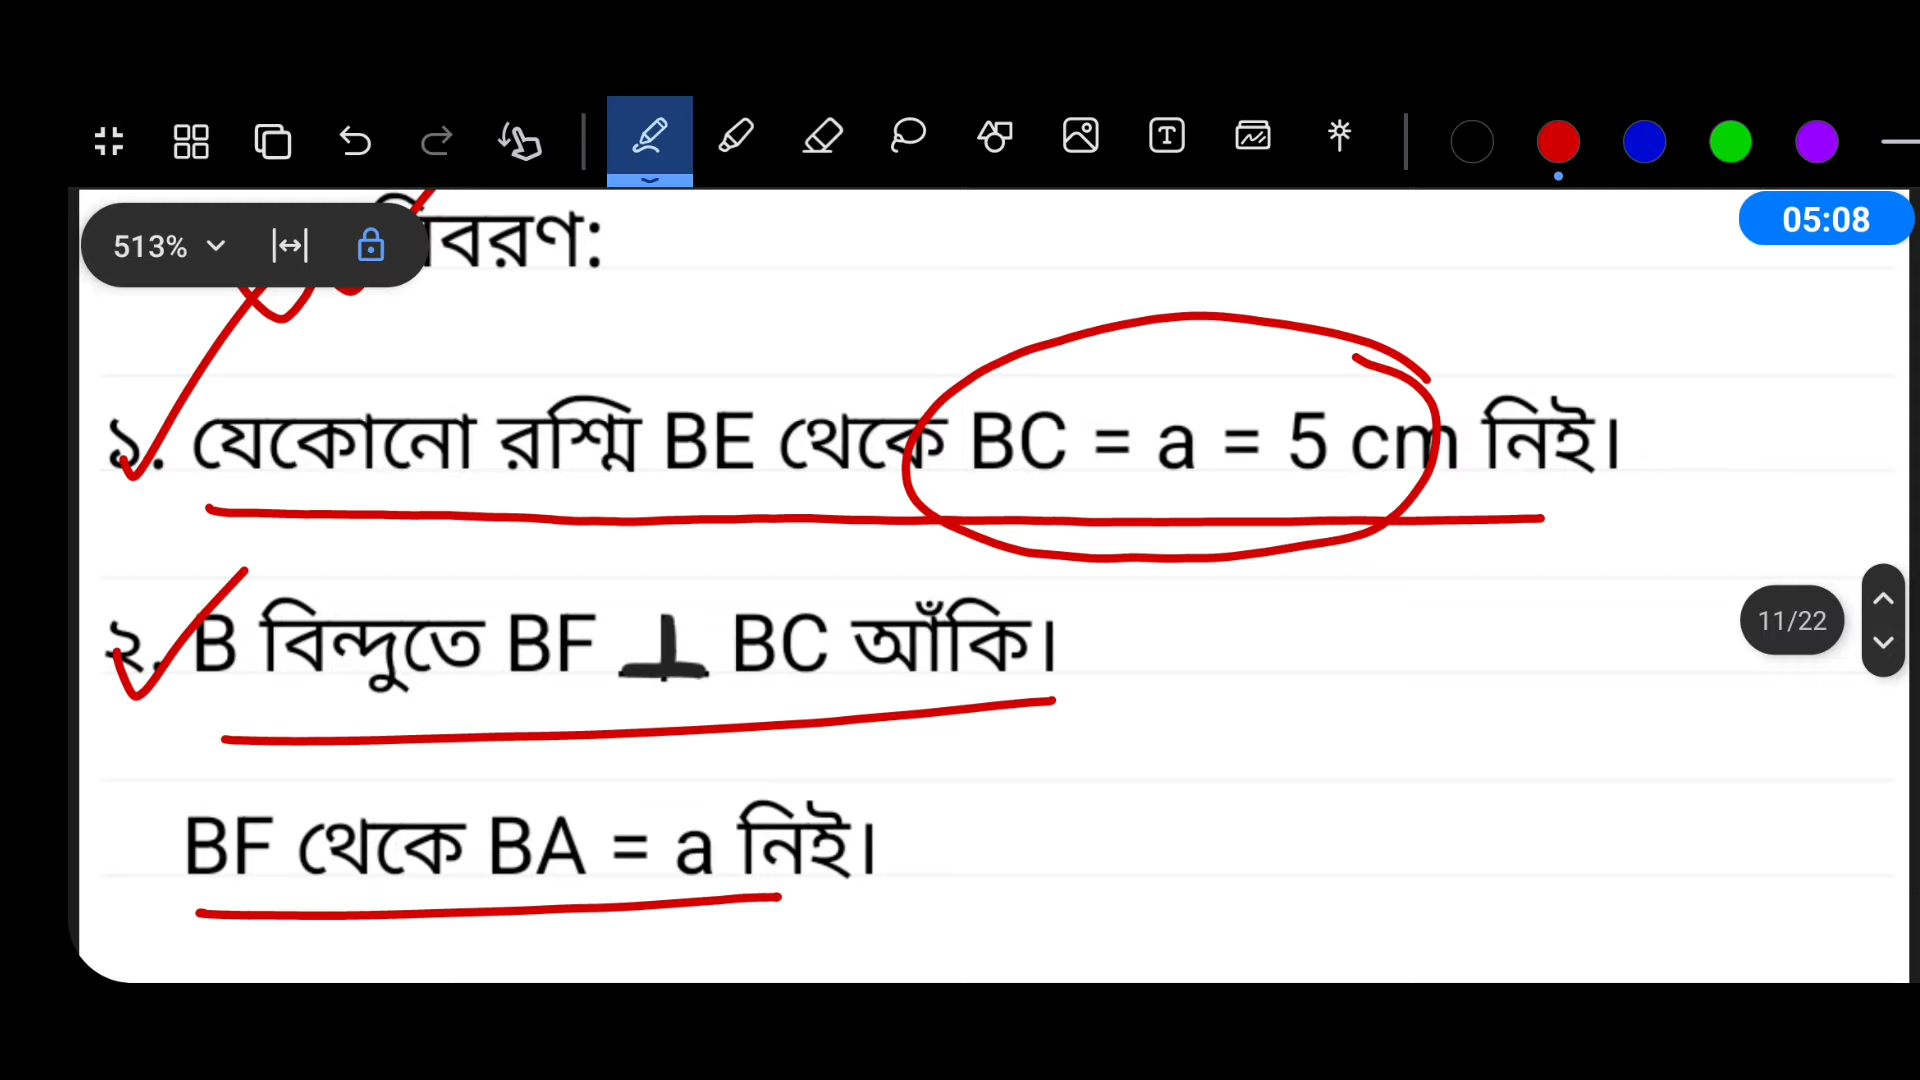 513%
05:08
বিবরণ:
১. যেকোনো রশ্মি BE থেকে BC = a = 5 cm নিই।
২. B বিন্দুতে BF ⊥ BC আঁকি।
11/22
BF থেকে BA = a নিই।